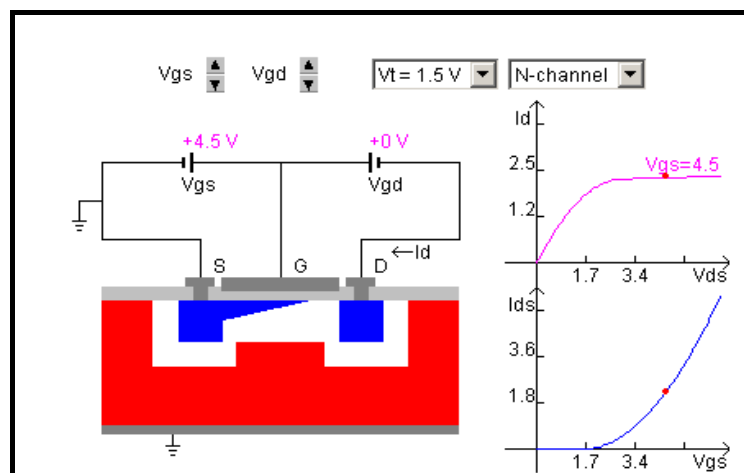 Vgs Vgd Vt = 1.5 V N-channel
+4.5 V +0 V
Vgs Vgd
S G D ←Id
Id
2.5
1.2
Vgs=4.5
1.7 3.4 Vds
Ids
3.6
1.8
1.7 3.4 Vgs